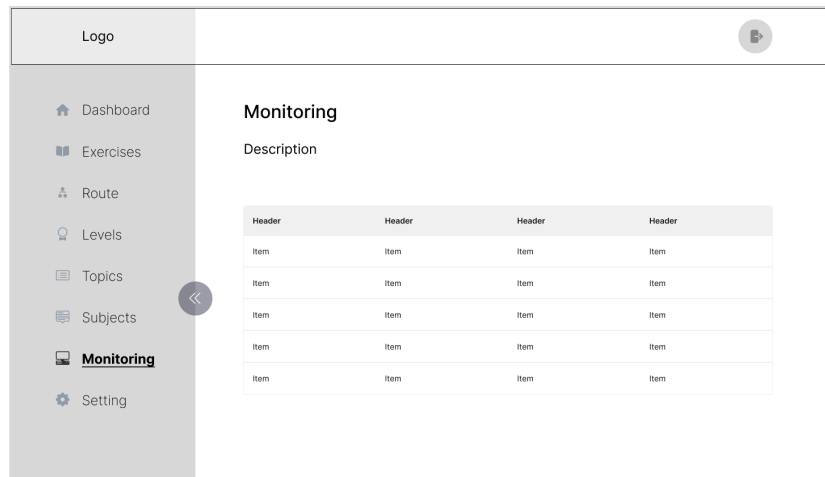 Logo
Dashboard
Exercises
Route
Levels
Topics
Subjects
Monitoring
Setting
Monitoring
Description
Header Header Header Header
Item Item Item Item
Item Item Item Item
Item Item Item Item
Item Item Item Item
Item Item Item Item